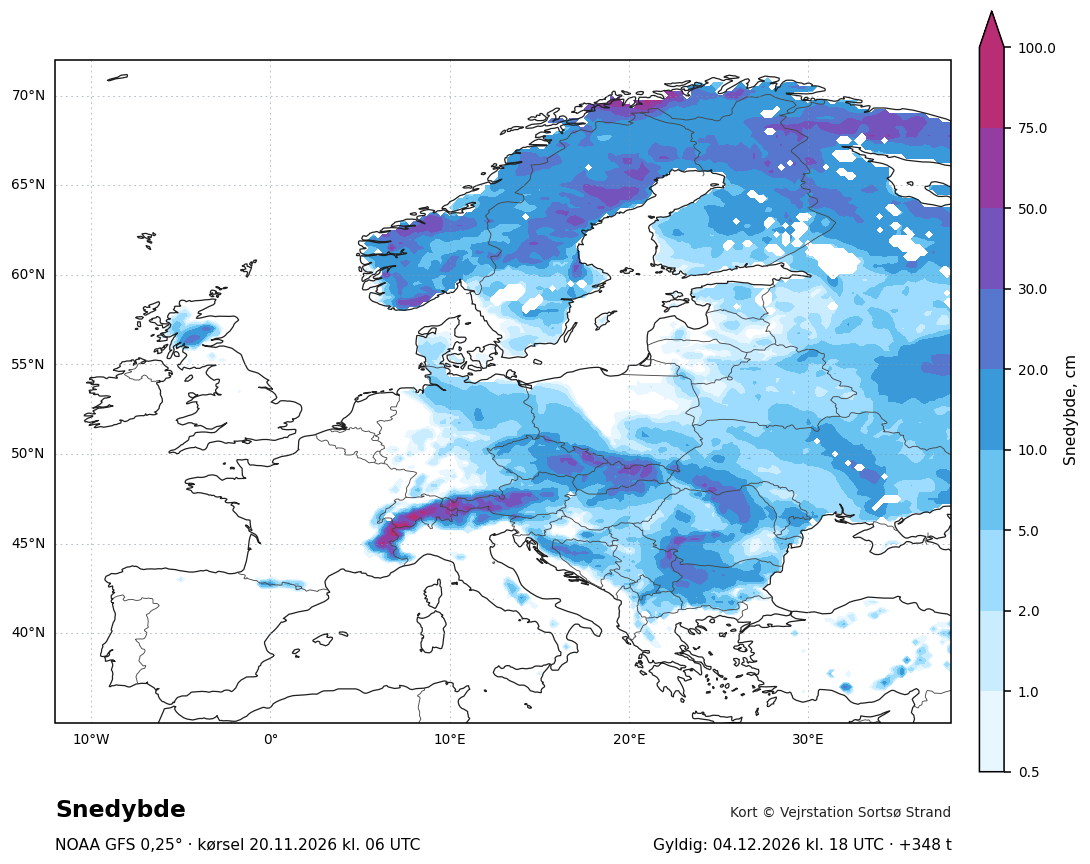 100.0
75.0
50.0
30.0
20.0
10.0
5.0
2.0
1.0
0.5
Snedybde, cm
70°N
65°N
60°N
55°N
50°N
45°N
40°N
10°W 0° 10°E 20°E 30°E
Snedybde
Kort © Vejrstation Sortsø Strand
NOAA GFS 0,25° · kørsel 20.11.2026 kl. 06 UTC
Gyldig: 04.12.2026 kl. 18 UTC · +348 t